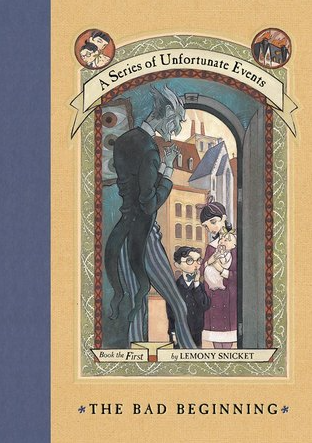 A Series of Unfortunate Events
Book the First
by LEMONY SNICKET
*THE BAD BEGINNING*